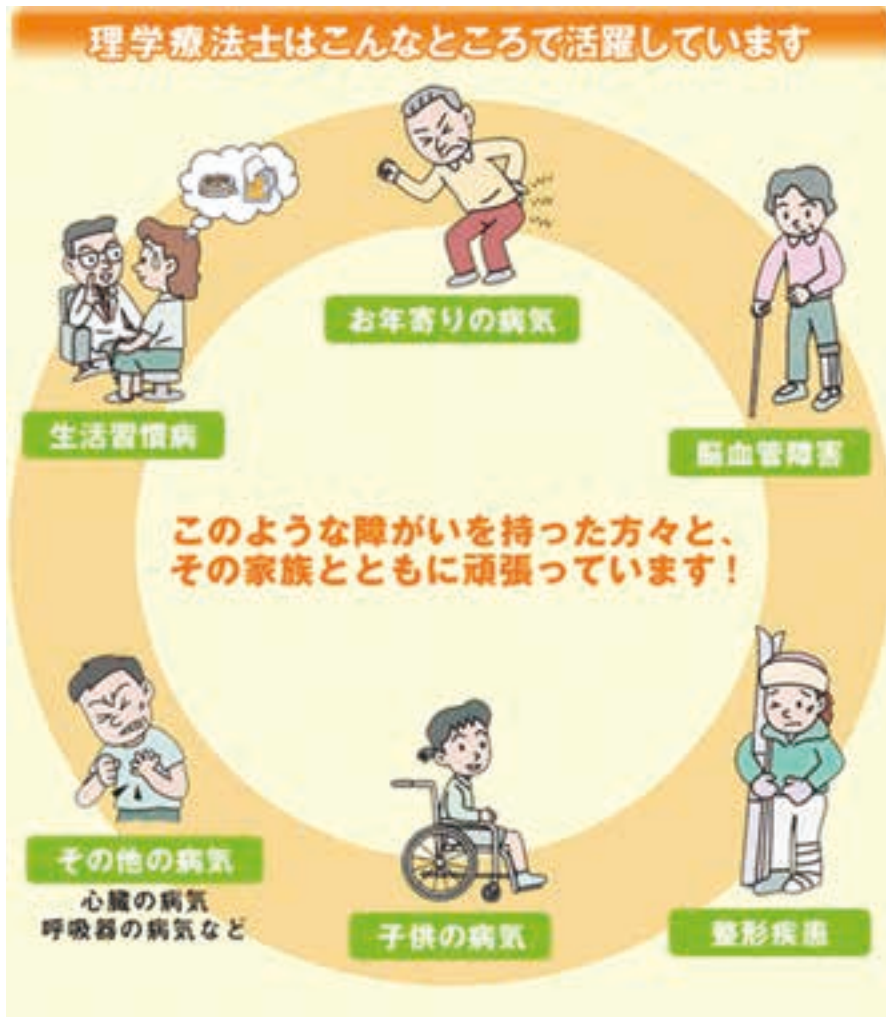 理学療法士はこんなところで活躍しています
お年寄りの病気
生活習慣病
脳血管障害
このような障がいを持った方々と、
その家族とともに頑張っています！
その他の病気
心臓の病気
呼吸器の病気など
子供の病気
整形疾患